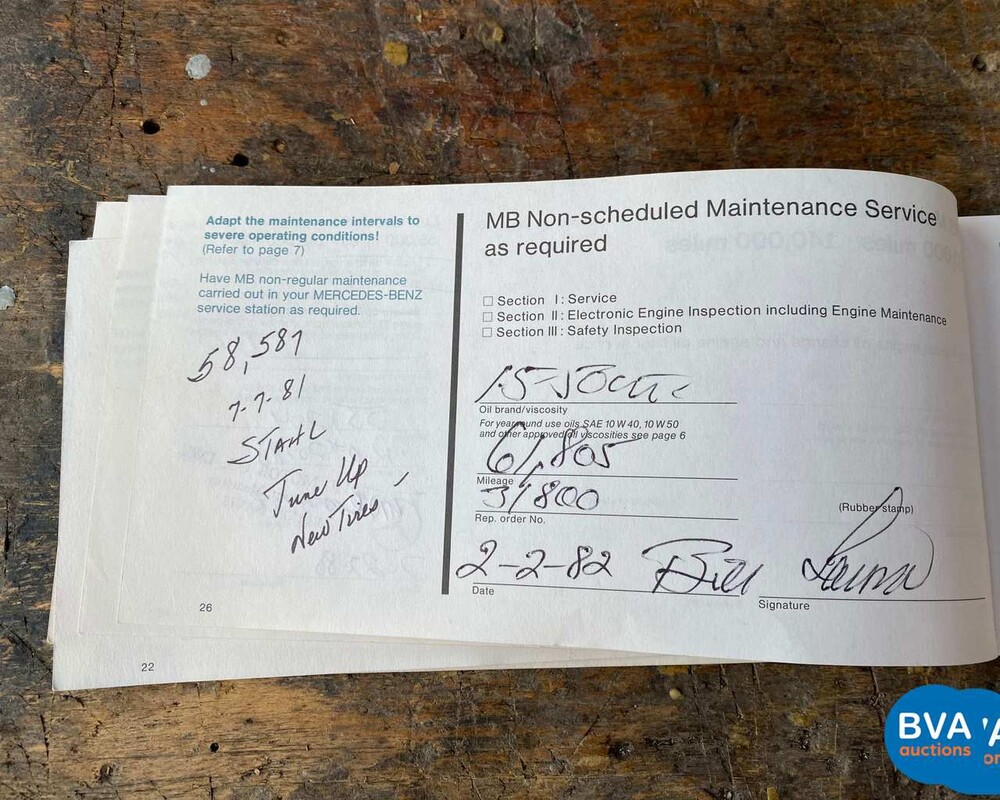 Adapt the maintenance intervals to
severe operating conditions!
(Refer to page 7)
Have MB non-regular maintenance
carried out in your MERCEDES-BENZ
service station as required.
58,587
7-7-81
STAHL
Tune Up
New Tires
26
22
MB Non-scheduled Maintenance Service
as required
Section I: Service
Section II: Electronic Engine Inspection including Engine Maintenance
Section III: Safety Inspection
Oil brand/viscosity
For yearround use oils SAE 10 W 40, 10 W 50
and other approved oil viscosities see page 6
61,805
Mileage
31800
Rep. order No.
(Rubber stamp)
2-2-82 Bill
Date
Signature
BVA
auctions